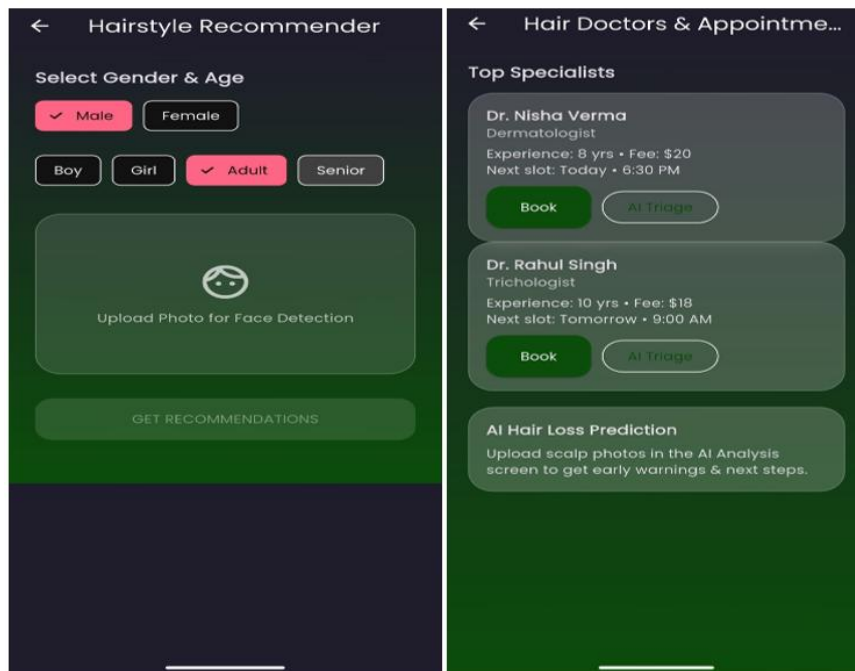 Hairstyle Recommender
Select Gender & Age
Male Female
Boy Girl Adult Senior
Upload Photo for Face Detection
GET RECOMMENDATIONS
Hair Doctors & Appointme...
Top Specialists
Dr. Nisha Verma
Dermatologist
Experience: 8 yrs • Fee: $20
Next slot: Today • 6:30 PM
Book AI Triage
Dr. Rahul Singh
Trichologist
Experience: 10 yrs • Fee: $18
Next slot: Tomorrow • 9:00 AM
Book AI Triage
AI Hair Loss Prediction
Upload scalp photos in the AI Analysis
screen to get early warnings & next steps.